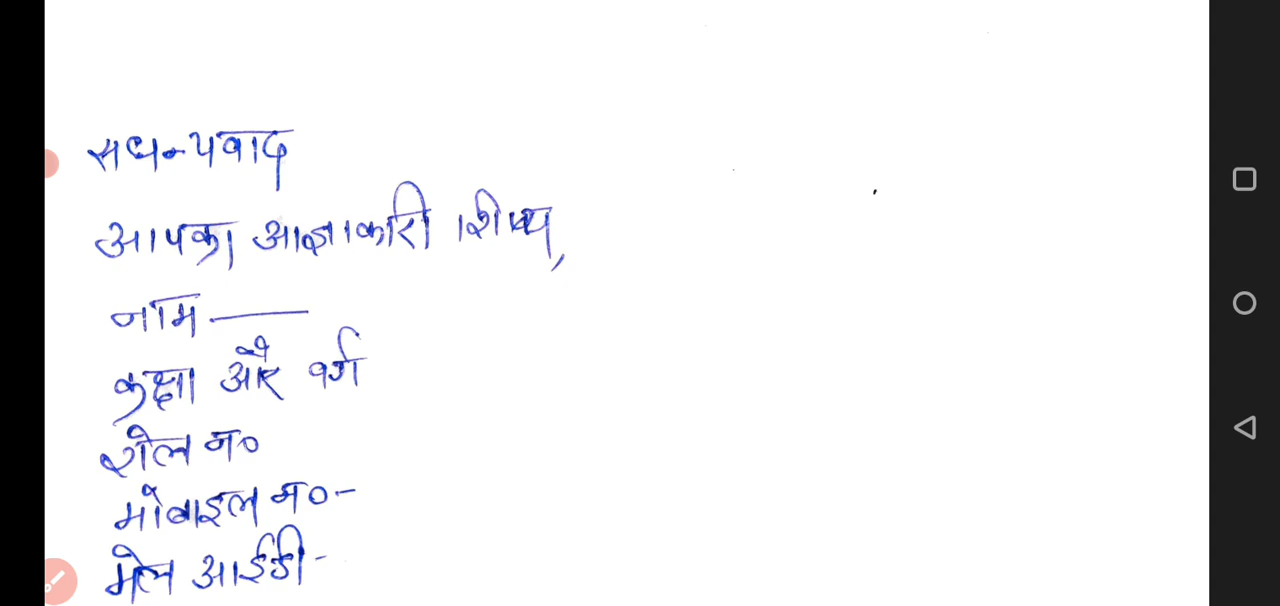 सधन्यवाद
आपका आज्ञाकारी शिष्य,
नाम ——
कक्षा और वर्ग
रोल न०
मोबाइल न० -
मेल आईडी -